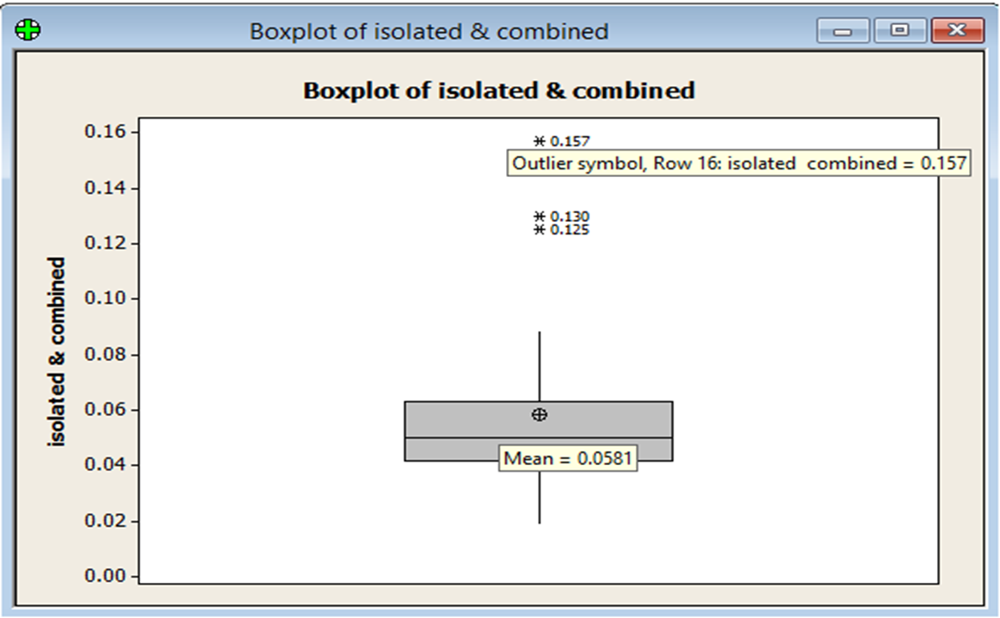 Boxplot of isolated & combined
Boxplot of isolated & combined
0.16
0.157
Outlier symbol, Row 16: isolated  combined = 0.157
0.14
0.130
0.125
0.12
0.10
0.08
0.06
Mean = 0.0581
0.04
0.02
0.00
isolated & combined